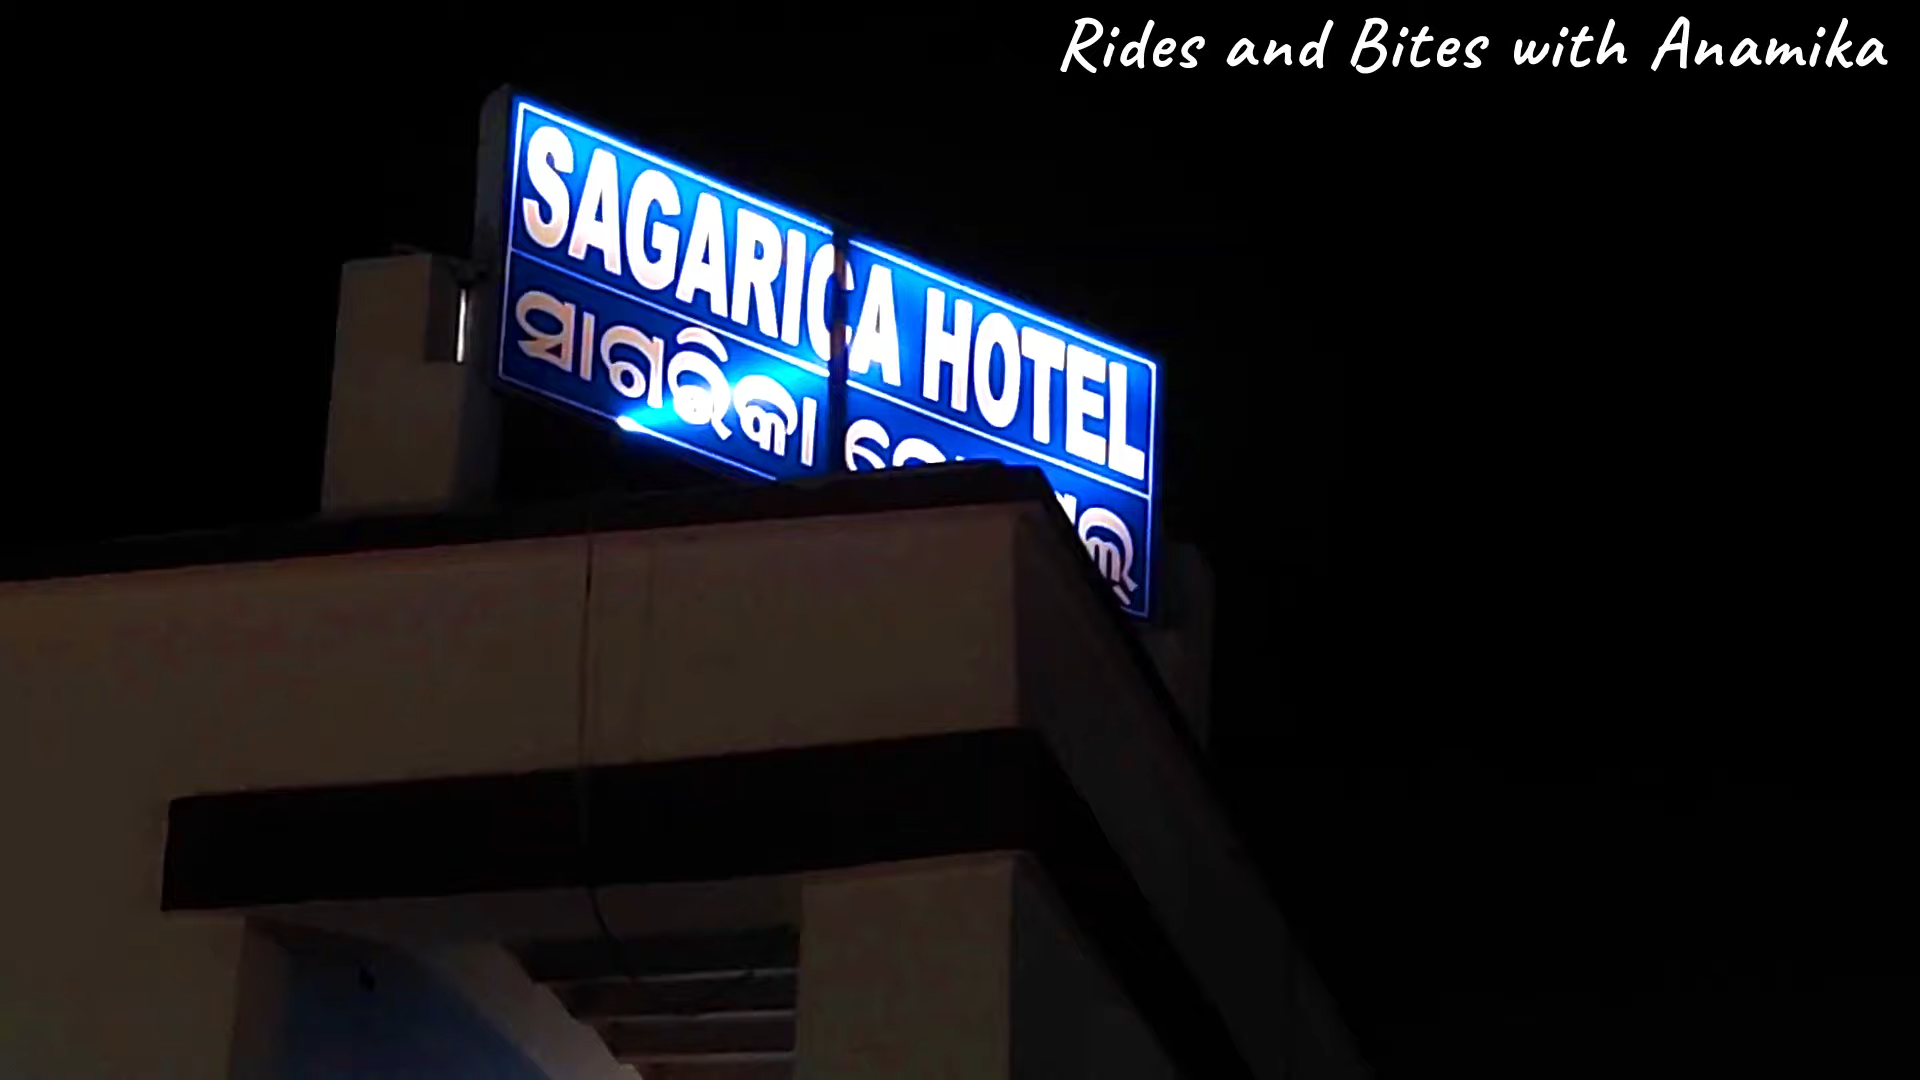 Rides and Bites with Anamika
SAGARICA HOTEL
ସାଗରିକା